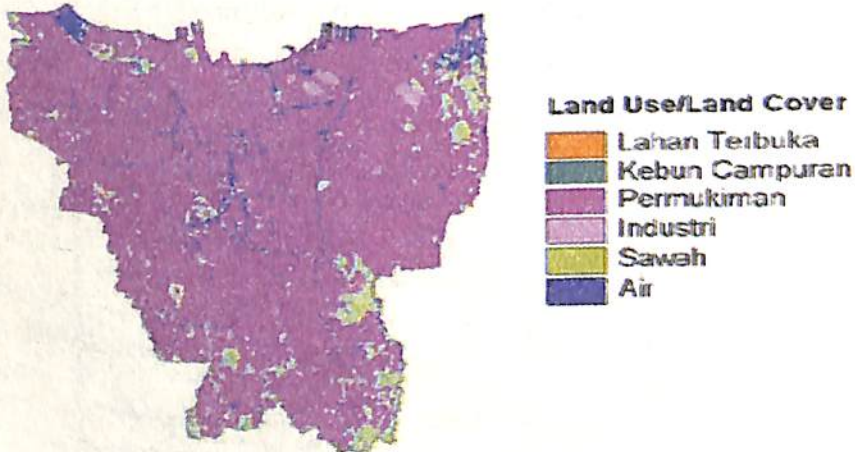 Land Use/Land Cover
Lahan Terbuka
Kebun Campuran
Permukiman
Industri
Sawah
Air